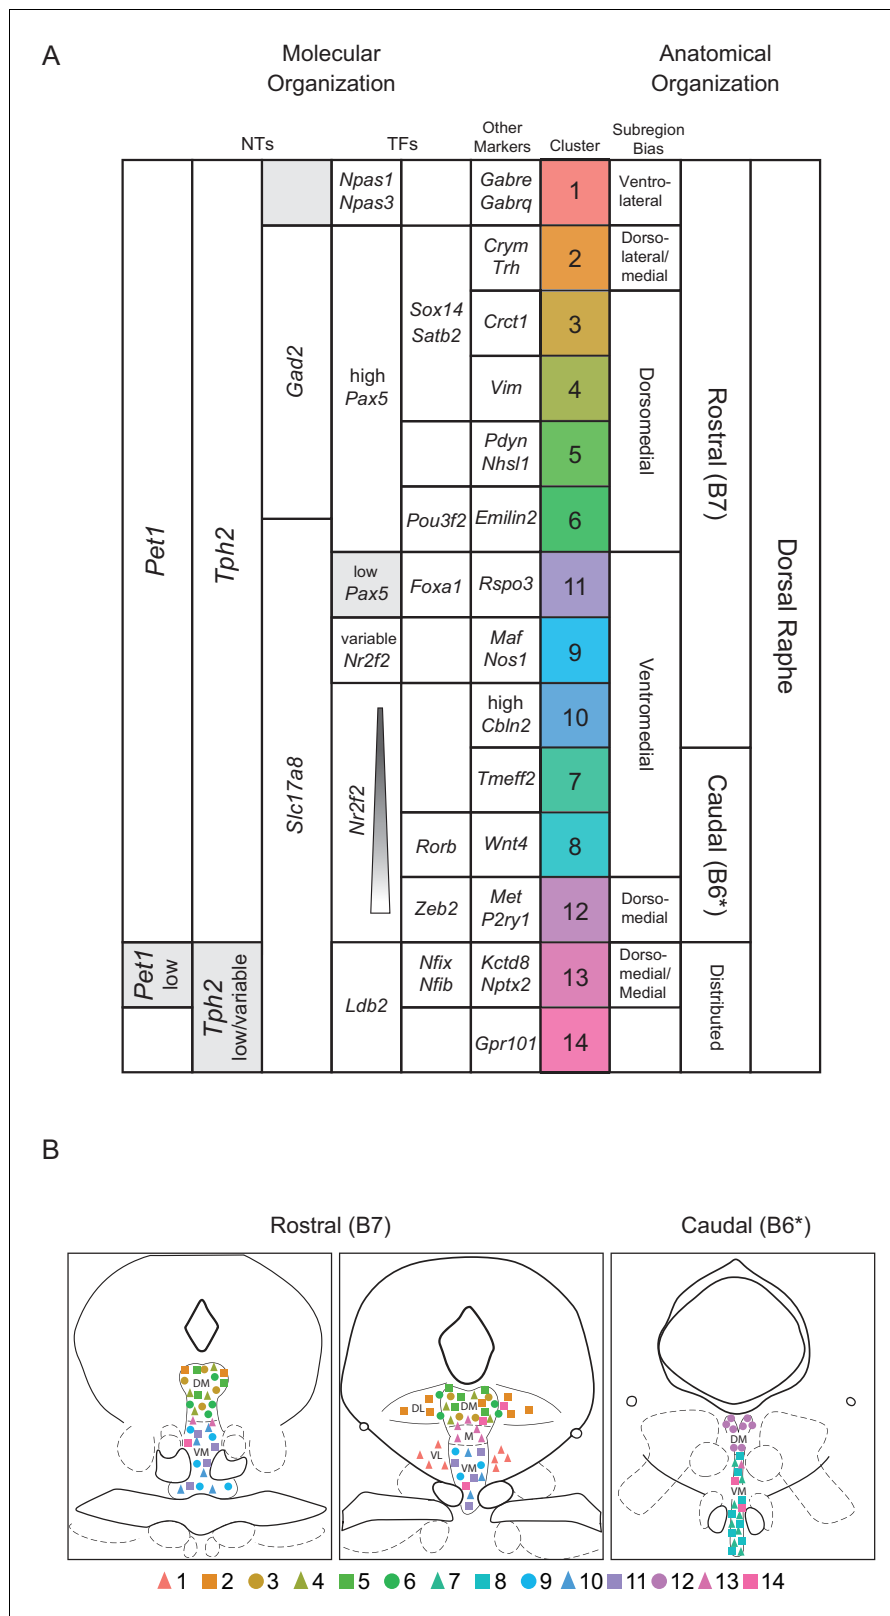 A
Molecular
Organization
Anatomical
Organization
NTs
TFs
Other
Markers
Cluster
Subregion
Bias
Pet1
Tph2
Npas1
Npas3
Gabre
Gabrq
1
Ventro-
lateral
Rostral (B7)
Dorsal Raphe
Gad2
high
Pax5
Sox14
Satb2
Crym
Trh
2
Dorso-
lateral/
medial
Crct1
3
Dorsomedial
Vim
4
Pdyn
Nhsl1
5
Pou3f2
Emilin2
6
Slc17a8
low
Pax5
Foxa1
Rspo3
11
Ventromedial
variable
Nr2f2
Maf
Nos1
9
Nr2f2
high
Cbln2
10
Tmeff2
7
Caudal (B6*)
Rorb
Wnt4
8
Zeb2
Met
P2ry1
12
Dorso-
medial
Pet1
low
Tph2
low/variable
Ldb2
Nfix
Nfib
Kctd8
Nptx2
13
Dorso-
medial/
Medial
Distributed
Gpr101
14
B
Rostral (B7)
Caudal (B6*)
DM
VM
DL
DM
M
VL
VM
DM
VM
1 2 3 4 5 6 7 8 9 10 11 12 13 14